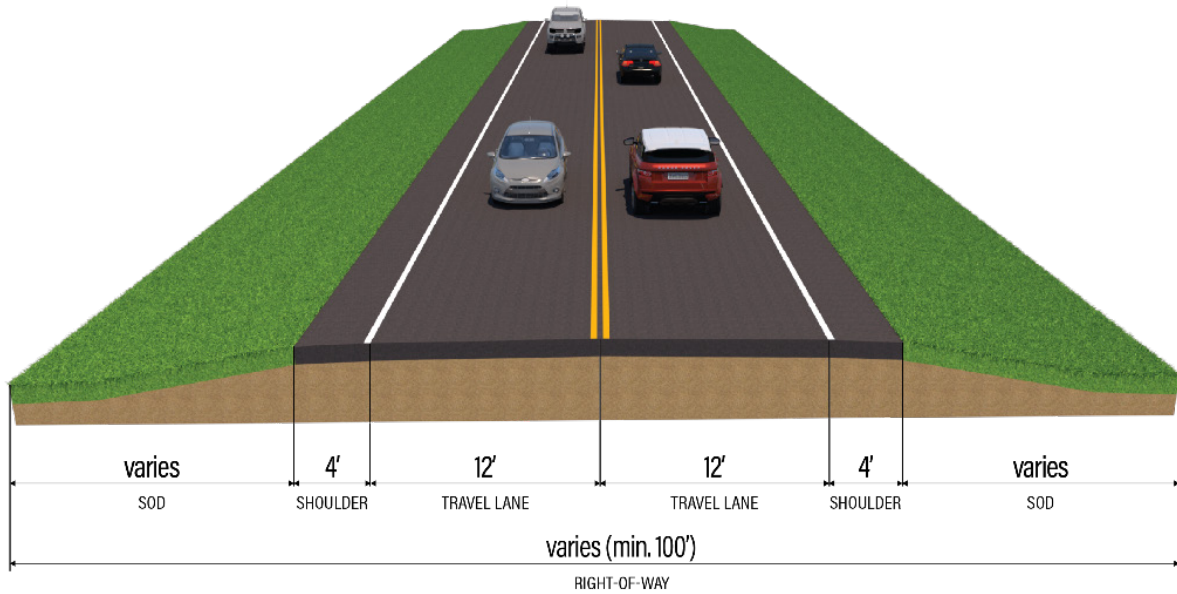 varies 4' 12' 12' 4' varies
SOD SHOULDER TRAVEL LANE TRAVEL LANE SHOULDER SOD
varies (min. 100')
RIGHT-OF-WAY